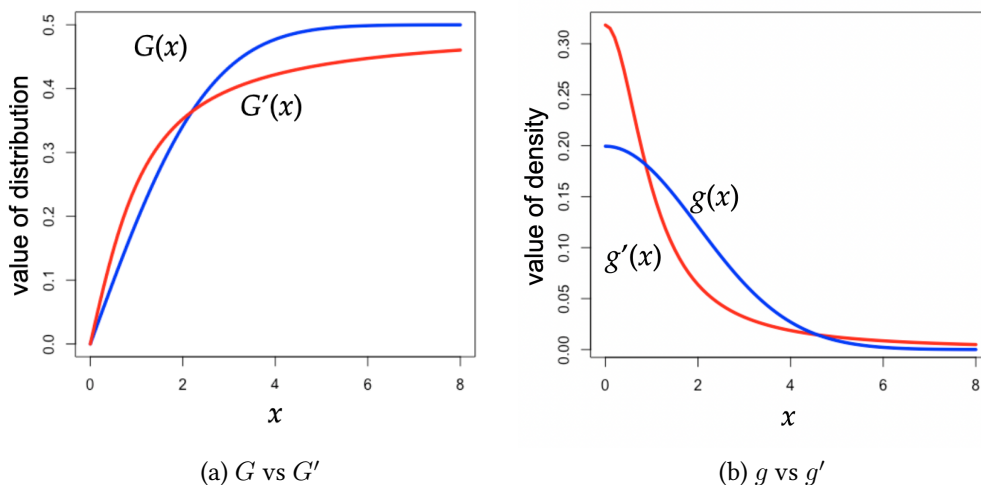 value of distribution
0.5
0.4
0.3
0.2
0.1
0.0
G(x)
G′(x)
0 2 4 6 8
x
(a) G vs G′
value of density
0.30
0.25
0.20
0.15
0.10
0.05
0.00
g(x)
g′(x)
0 2 4 6 8
x
(b) g vs g′